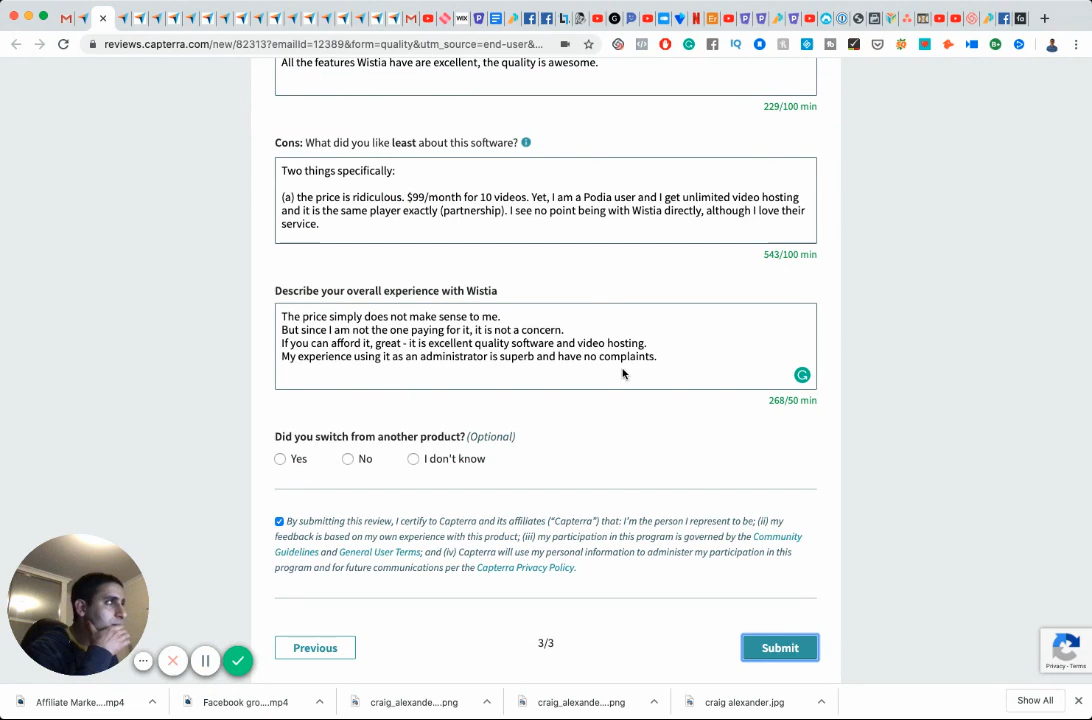 reviews.capterra.com/new/82313?emailId=12389&form=quality&utm_source=end-user&...
All the features Wistia have are excellent, the quality is awesome.
229/100 min
Cons: What did you like least about this software?
Two things specifically:
(a) the price is ridiculous. $99/month for 10 videos. Yet, I am a Podia user and I get unlimited video hosting
and it is the same player exactly (partnership). I see no point being with Wistia directly, although I love their
service.
543/100 min
Describe your overall experience with Wistia
The price simply does not make sense to me.
But since I am not the one paying for it, it is not a concern.
If you can afford it, great - it is excellent quality software and video hosting.
My experience using it as an administrator is superb and have no complaints.
268/50 min
Did you switch from another product? (Optional)
Yes No I don't know
By submitting this review, I certify to Capterra and its affiliates (“Capterra”) that: I'm the person I represent to be; (ii) my
feedback is based on my own experience with this product; (iii) my participation in this program is governed by the Community
Guidelines and General User Terms; and (iv) Capterra will use my personal information to administer my participation in this
program and for future communications per the Capterra Privacy Policy.
Previous 3/3 Submit
Privacy - Terms
Affiliate Marke....mp4 Facebook gro....mp4 craig_alexande....png craig_alexande....png craig alexander.jpg Show All